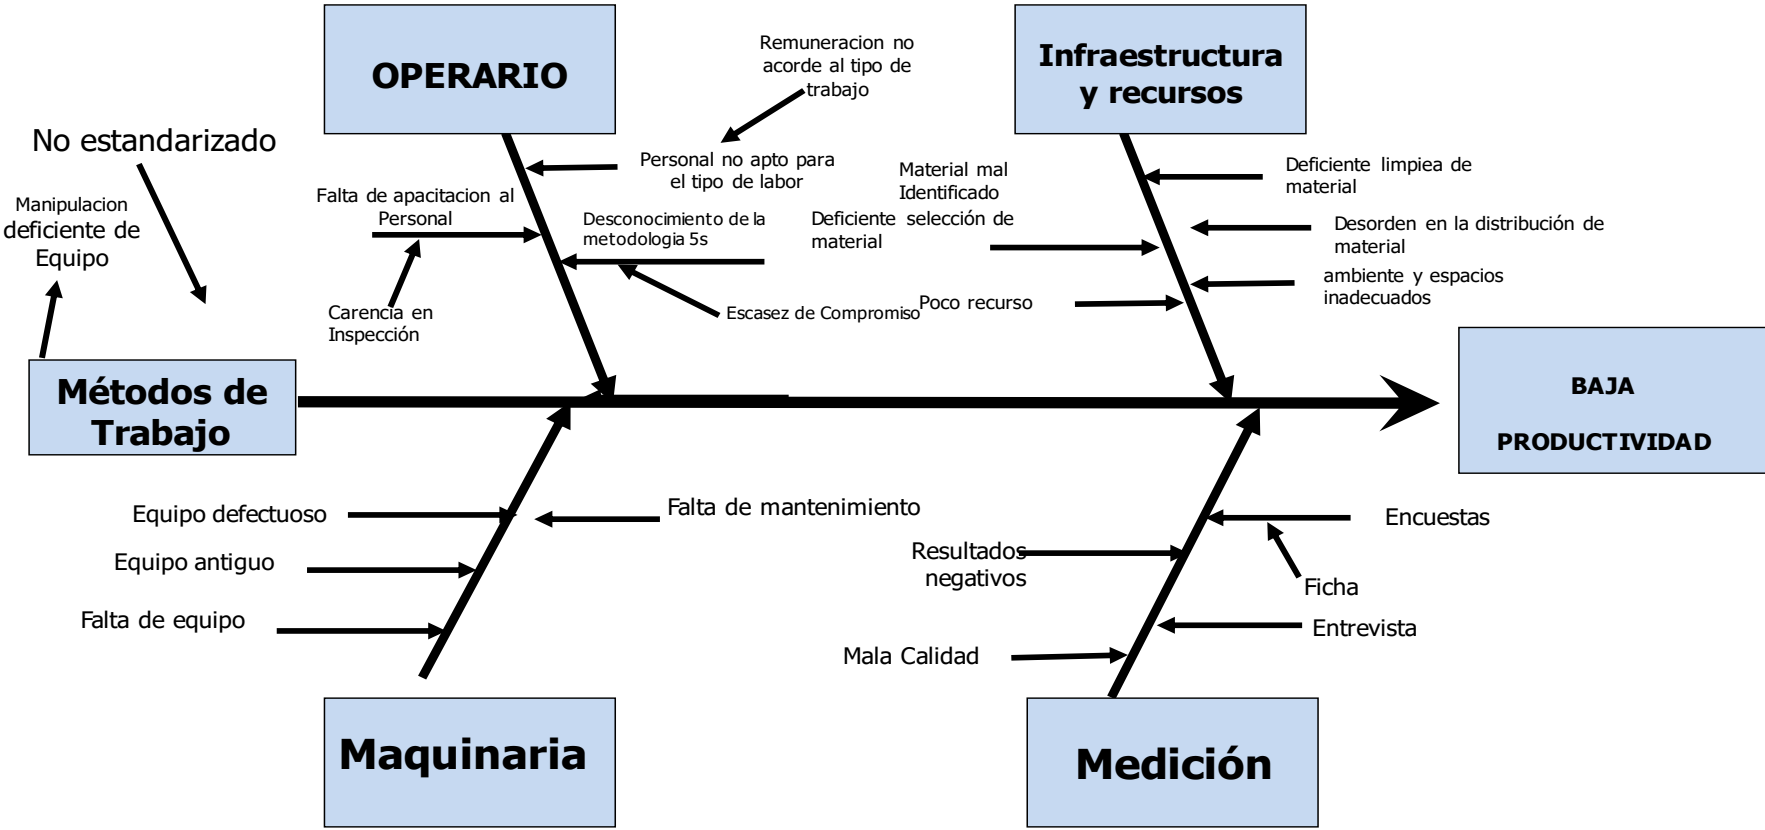 OPERARIO
Remuneracion no
acorde al tipo de
trabajo
Infraestructura
y recursos
No estandarizado
Manipulacion
deficiente de
Equipo
Falta de apacitacion al
Personal
Personal no apto para
el tipo de labor
Desconocimiento de la
metodologia 5s
Carencia en
Inspección
Escasez de Compromiso
Material mal
Identificado
Deficiente selección de
material
Poco recurso
Deficiente limpiea de
material
Desorden en la distribución de
material
ambiente y espacios
inadecuados
Métodos de
Trabajo
BAJA
PRODUCTIVIDAD
Equipo defectuoso
Equipo antiguo
Falta de equipo
Falta de mantenimiento
Resultados
negativos
Mala Calidad
Encuestas
Ficha
Entrevista
Maquinaria
Medición